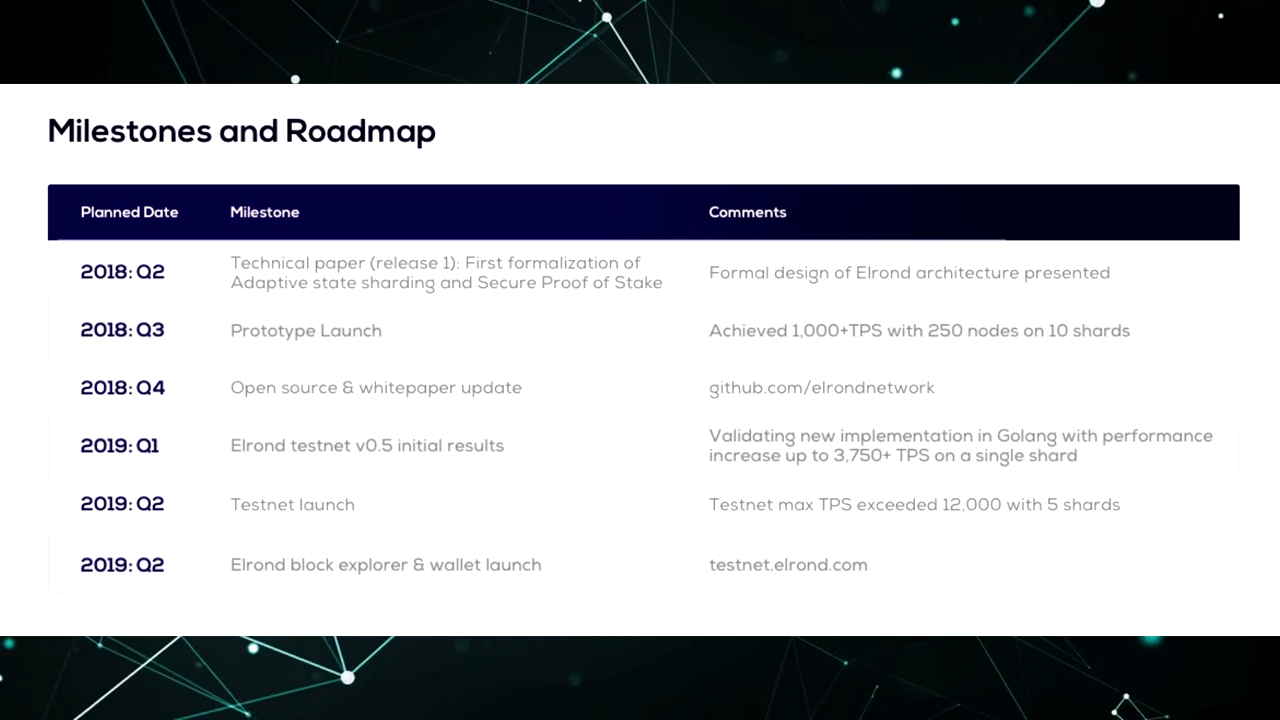 Milestones and Roadmap
Planned Date Milestone Comments
2018: Q2 Technical paper (release 1): First formalization of Adaptive state sharding and Secure Proof of Stake Formal design of Elrond architecture presented
2018: Q3 Prototype Launch Achieved 1,000+TPS with 250 nodes on 10 shards
2018: Q4 Open source & whitepaper update github.com/elrondnetwork
2019: Q1 Elrond testnet v0.5 initial results Validating new implementation in Golang with performance increase up to 3,750+ TPS on a single shard
2019: Q2 Testnet launch Testnet max TPS exceeded 12,000 with 5 shards
2019: Q2 Elrond block explorer & wallet launch testnet.elrond.com